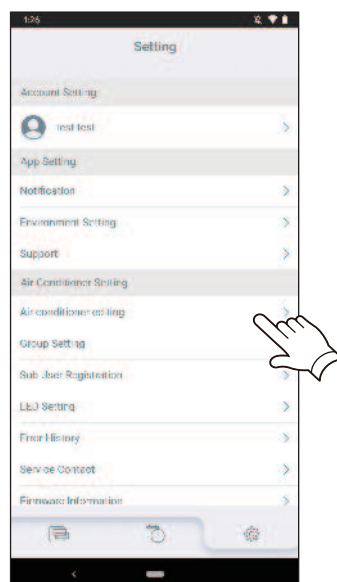 1:26
Setting
Account Setting
test test
App Setting
Notification
Environment Setting
Support
Air Conditioner Setting
Air conditioner setting
Group Setting
Sub User Registration
LED Setting
Error History
Service Contact
Firmware Information